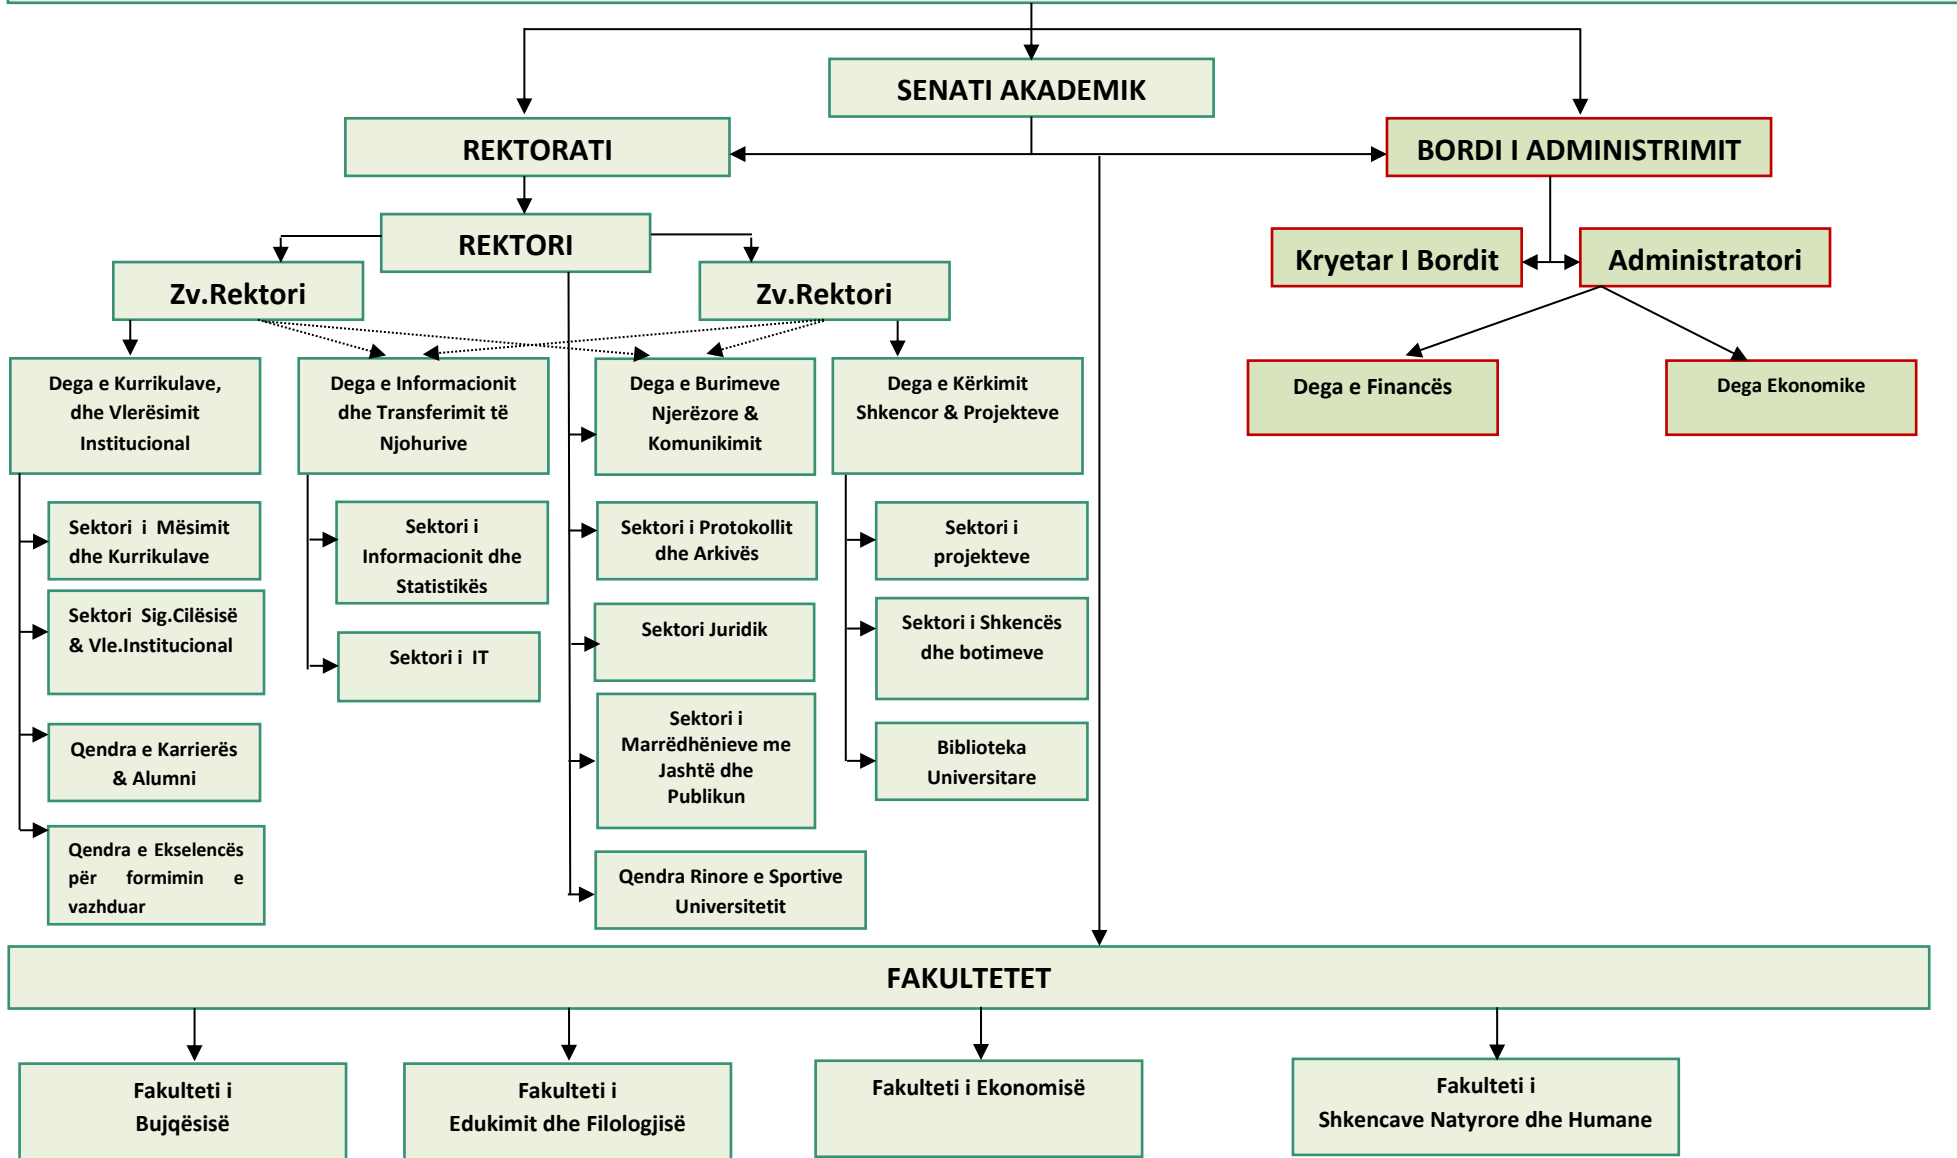 SENATI AKADEMIK
REKTORATI
BORDI I ADMINISTRIMIT
REKTORI
Kryetar I Bordit
Administratori
Zv.Rektori
Zv.Rektori
Dega e Kurrikulave,
dhe Vlerësimit
Institucional
Dega e Informacionit
dhe Transferimit të
Njohurive
Dega e Burimeve
Njerëzore &
Komunikimit
Dega e Kërkimit
Shkencor & Projekteve
Dega e Financës
Dega Ekonomike
Sektori i Mësimit
dhe Kurrikulave
Sektori Sig.Cilësisë
& Vle.Institucional
Qendra e Karrierës
& Alumni
Qendra e Ekselencës
për formimin e
vazhduar
Sektori i
Informacionit dhe
Statistikës
Sektori i IT
Sektori i Protokollit
dhe Arkivës
Sektori Juridik
Sektori i
Marrëdhënieve me
Jashtë dhe
Publikun
Qendra Rinore e Sportive
Universitetit
Sektori i
projekteve
Sektori i Shkencës
dhe botimeve
Biblioteka
Universitare
FAKULTETET
Fakulteti i
Bujqësisë
Fakulteti i
Edukimit dhe Filologjisë
Fakulteti i Ekonomisë
Fakulteti i
Shkencave Natyrore dhe Humane